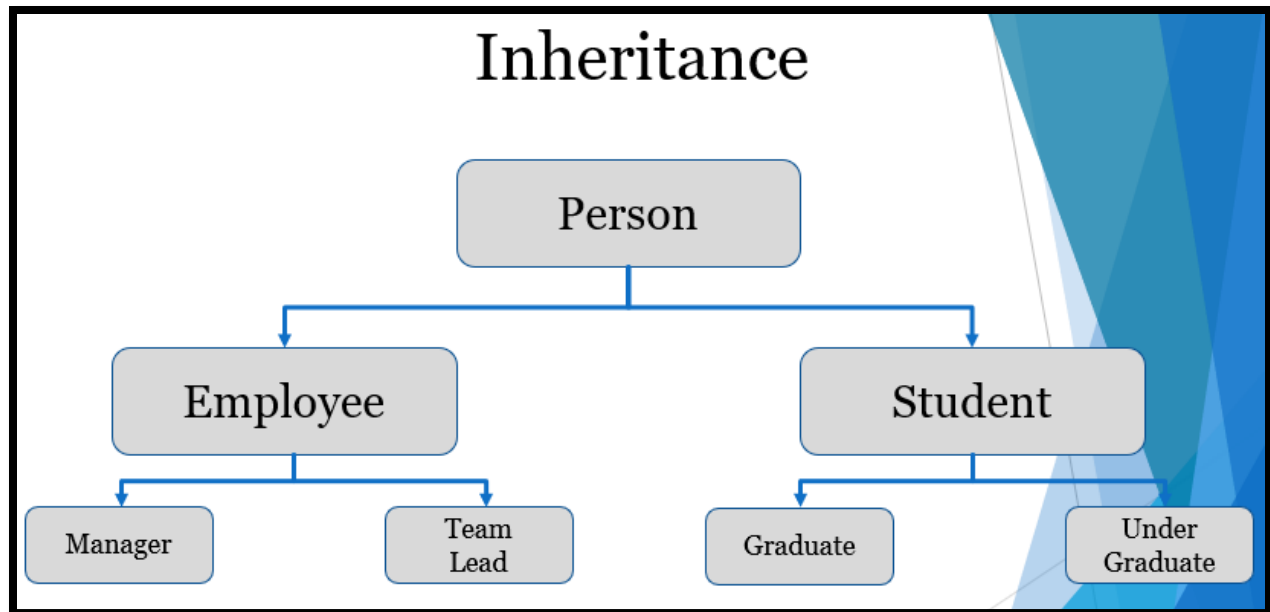 Inheritance
Person
Employee
Student
Manager
Team
Lead
Graduate
Under
Graduate